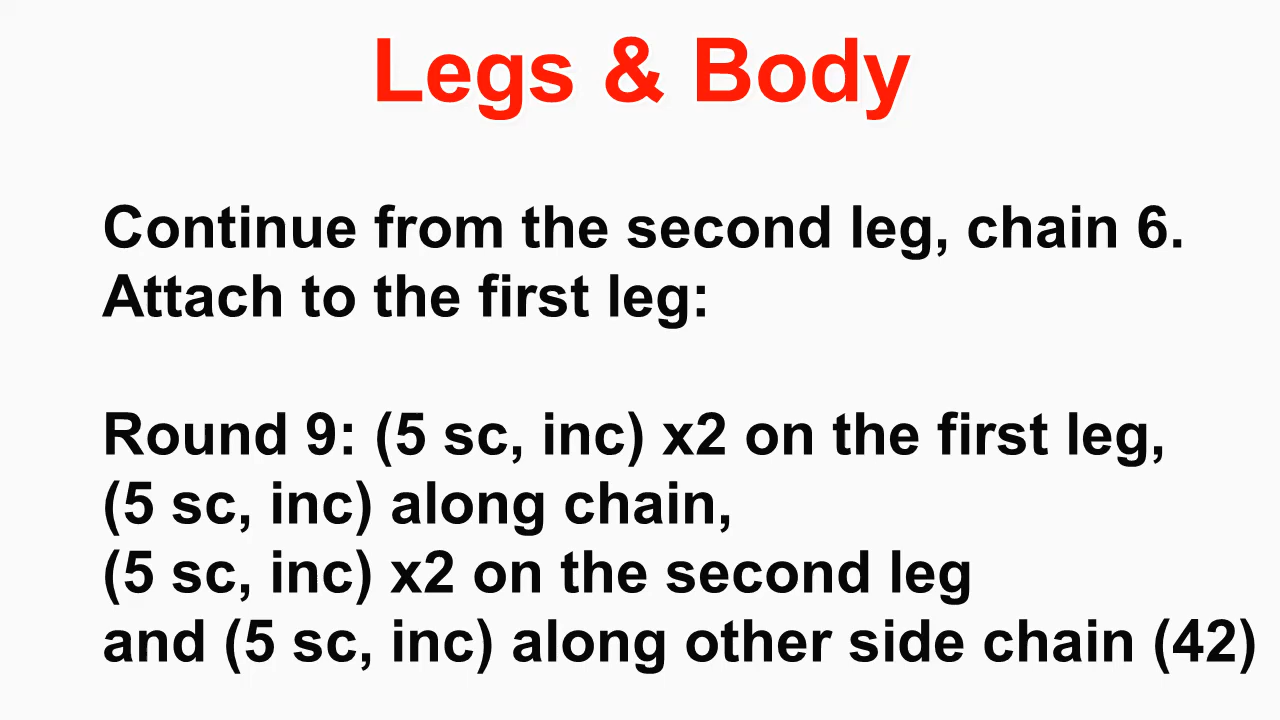 Legs & Body
Continue from the second leg, chain 6.
Attach to the first leg:
Round 9: (5 sc, inc) x2 on the first leg,
(5 sc, inc) along chain,
(5 sc, inc) x2 on the second leg
and (5 sc, inc) along other side chain (42)